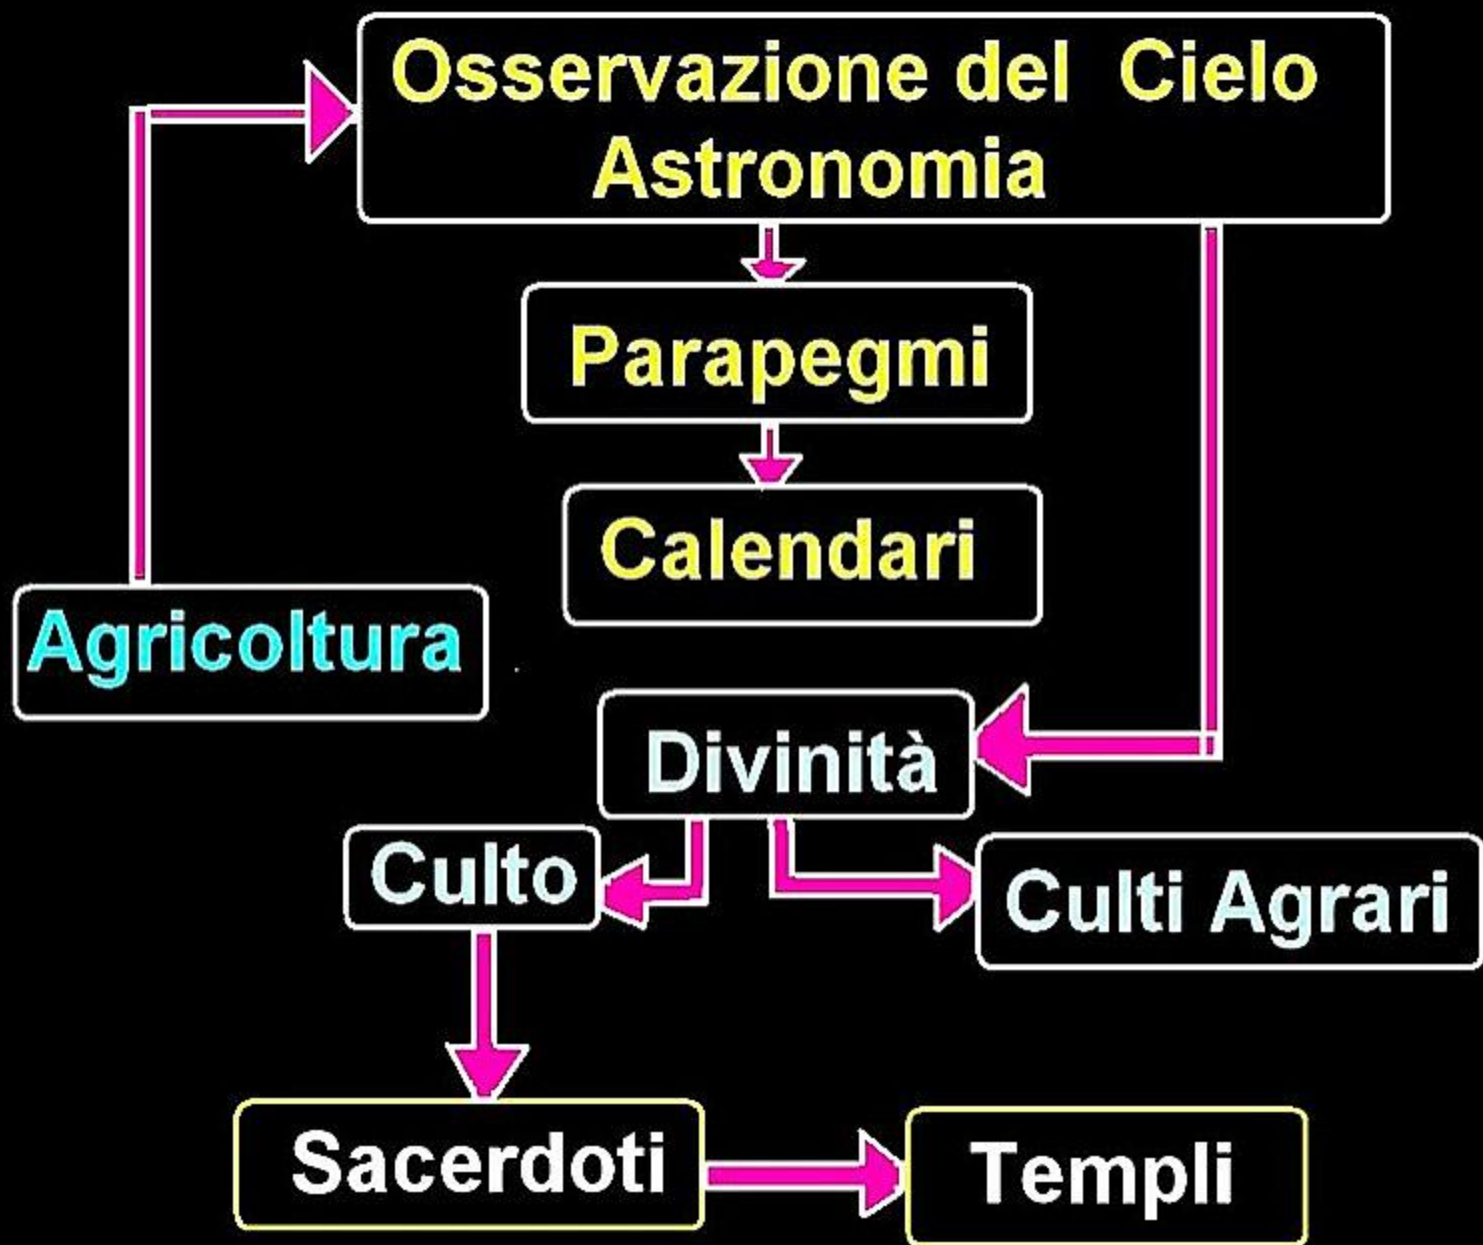 Osservazione del Cielo
Astronomia
Parapegmi
Calendari
Agricoltura
Divinità
Culto
Culti Agrari
Sacerdoti
Templi